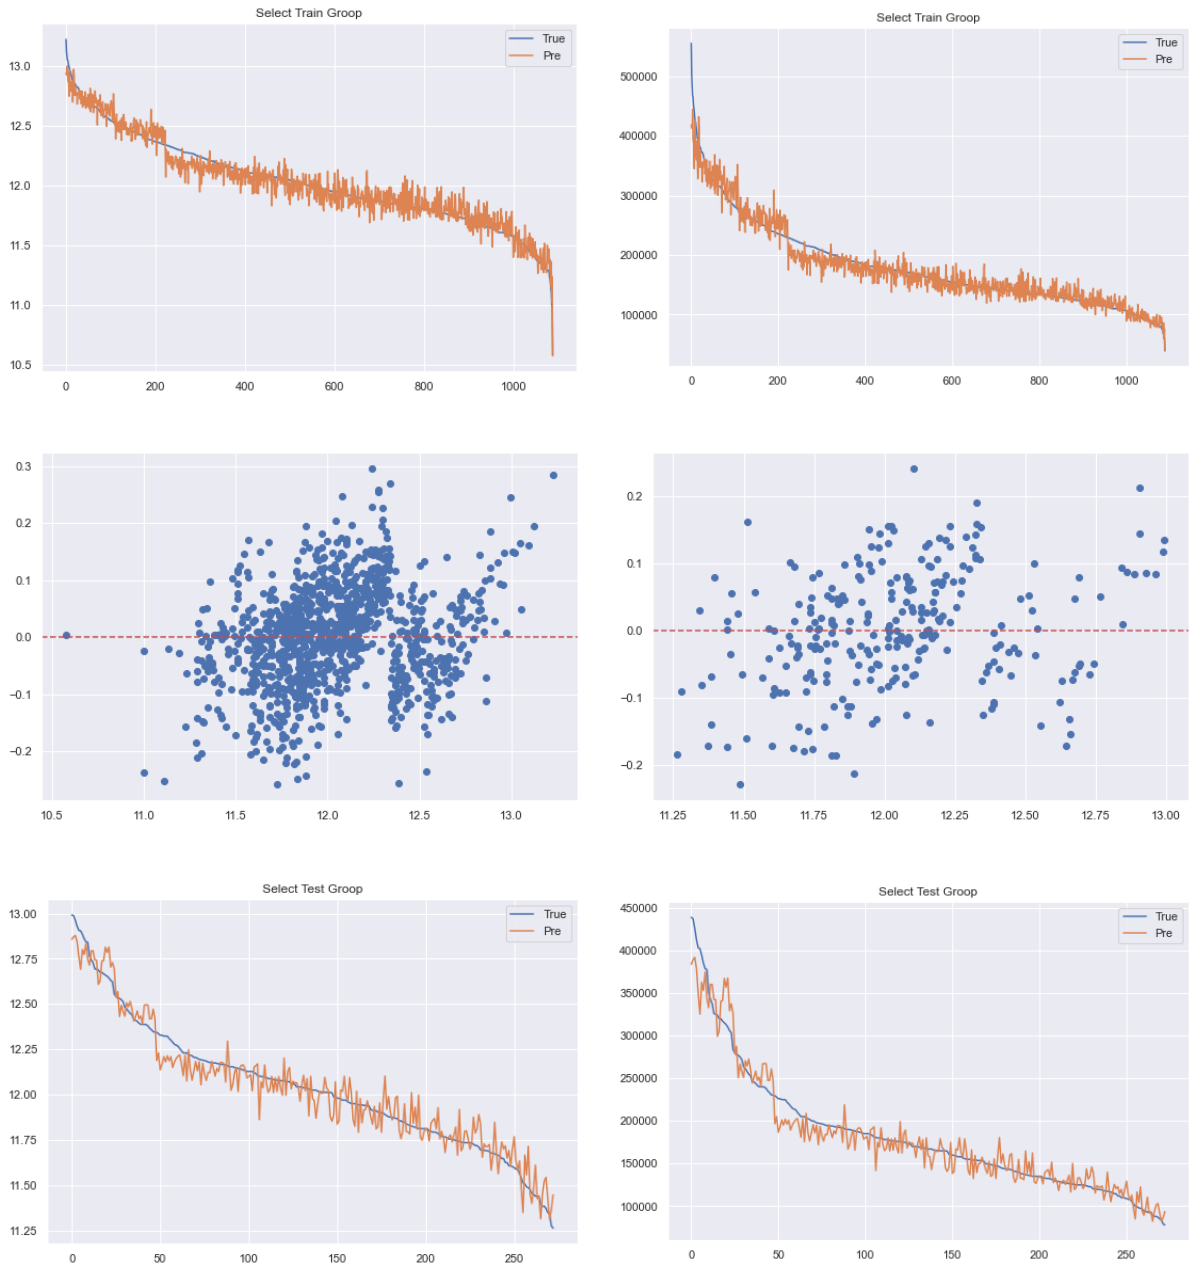 Select Train Groop
True
Pre
13.0
12.5
12.0
11.5
11.0
10.5
0 200 400 600 800 1000
Select Train Groop
True
Pre
500000
400000
300000
200000
100000
0 200 400 600 800 1000
0.3
0.2
0.1
0.0
−0.1
−0.2
10.5 11.0 11.5 12.0 12.5 13.0
0.2
0.1
0.0
−0.1
−0.2
11.25 11.50 11.75 12.00 12.25 12.50 12.75 13.00
Select Test Groop
True
Pre
13.00
12.75
12.50
12.25
12.00
11.75
11.50
11.25
0 50 100 150 200 250
Select Test Groop
True
Pre
450000
400000
350000
300000
250000
200000
150000
100000
0 50 100 150 200 250